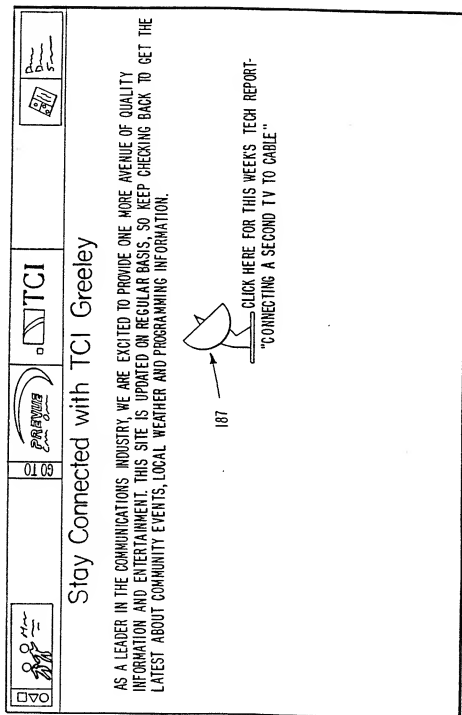 01 09
PREVUE
TCI
Stay Connected with TCI Greeley
AS A LEADER IN THE COMMUNICATIONS INDUSTRY, WE ARE EXCITED TO PROVIDE ONE MORE AVENUE OF QUALITY
INFORMATION AND ENTERTAINMENT. THIS SITE IS UPDATED ON REGULAR BASIS, SO KEEP CHECKING BACK TO GET THE
LATEST ABOUT COMMUNITY EVENTS, LOCAL WEATHER AND PROGRAMMING INFORMATION.
187
CLICK HERE FOR THIS WEEK'S TECH REPORT-
"CONNECTING A SECOND TV TO CABLE"